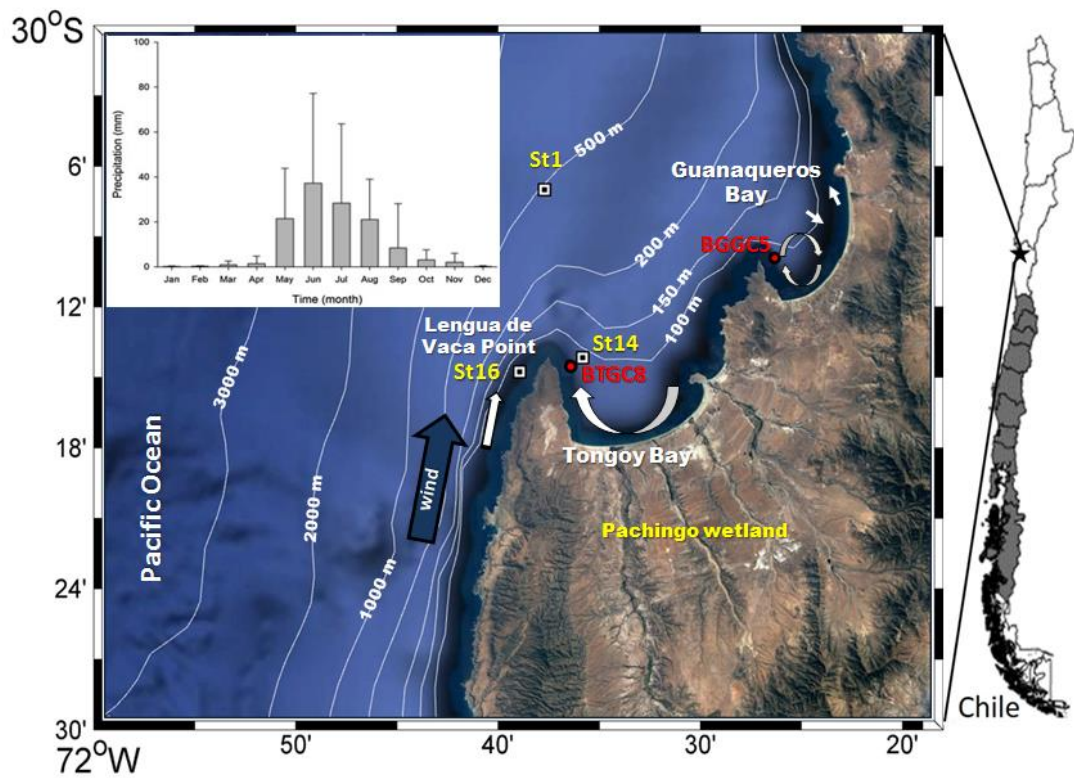 30°S
6'
12'
18'
24'
30'
72°W
50'
40'
30'
20'
100
80
60
40
20
0
Precipitation (mm)
Jan Feb Mar Apr May Jun Jul Aug Sep Oct Nov Dec
Time (month)
St1
500 m
Guanaqueros
Bay
200 m
BGGC5
150 m
100 m
Lengua de
Vaca Point
St14
St16
BTGC8
3000 m
Tongoy Bay
wind
Pacific Ocean
2000 m
Pachingo wetland
1000 m
Chile